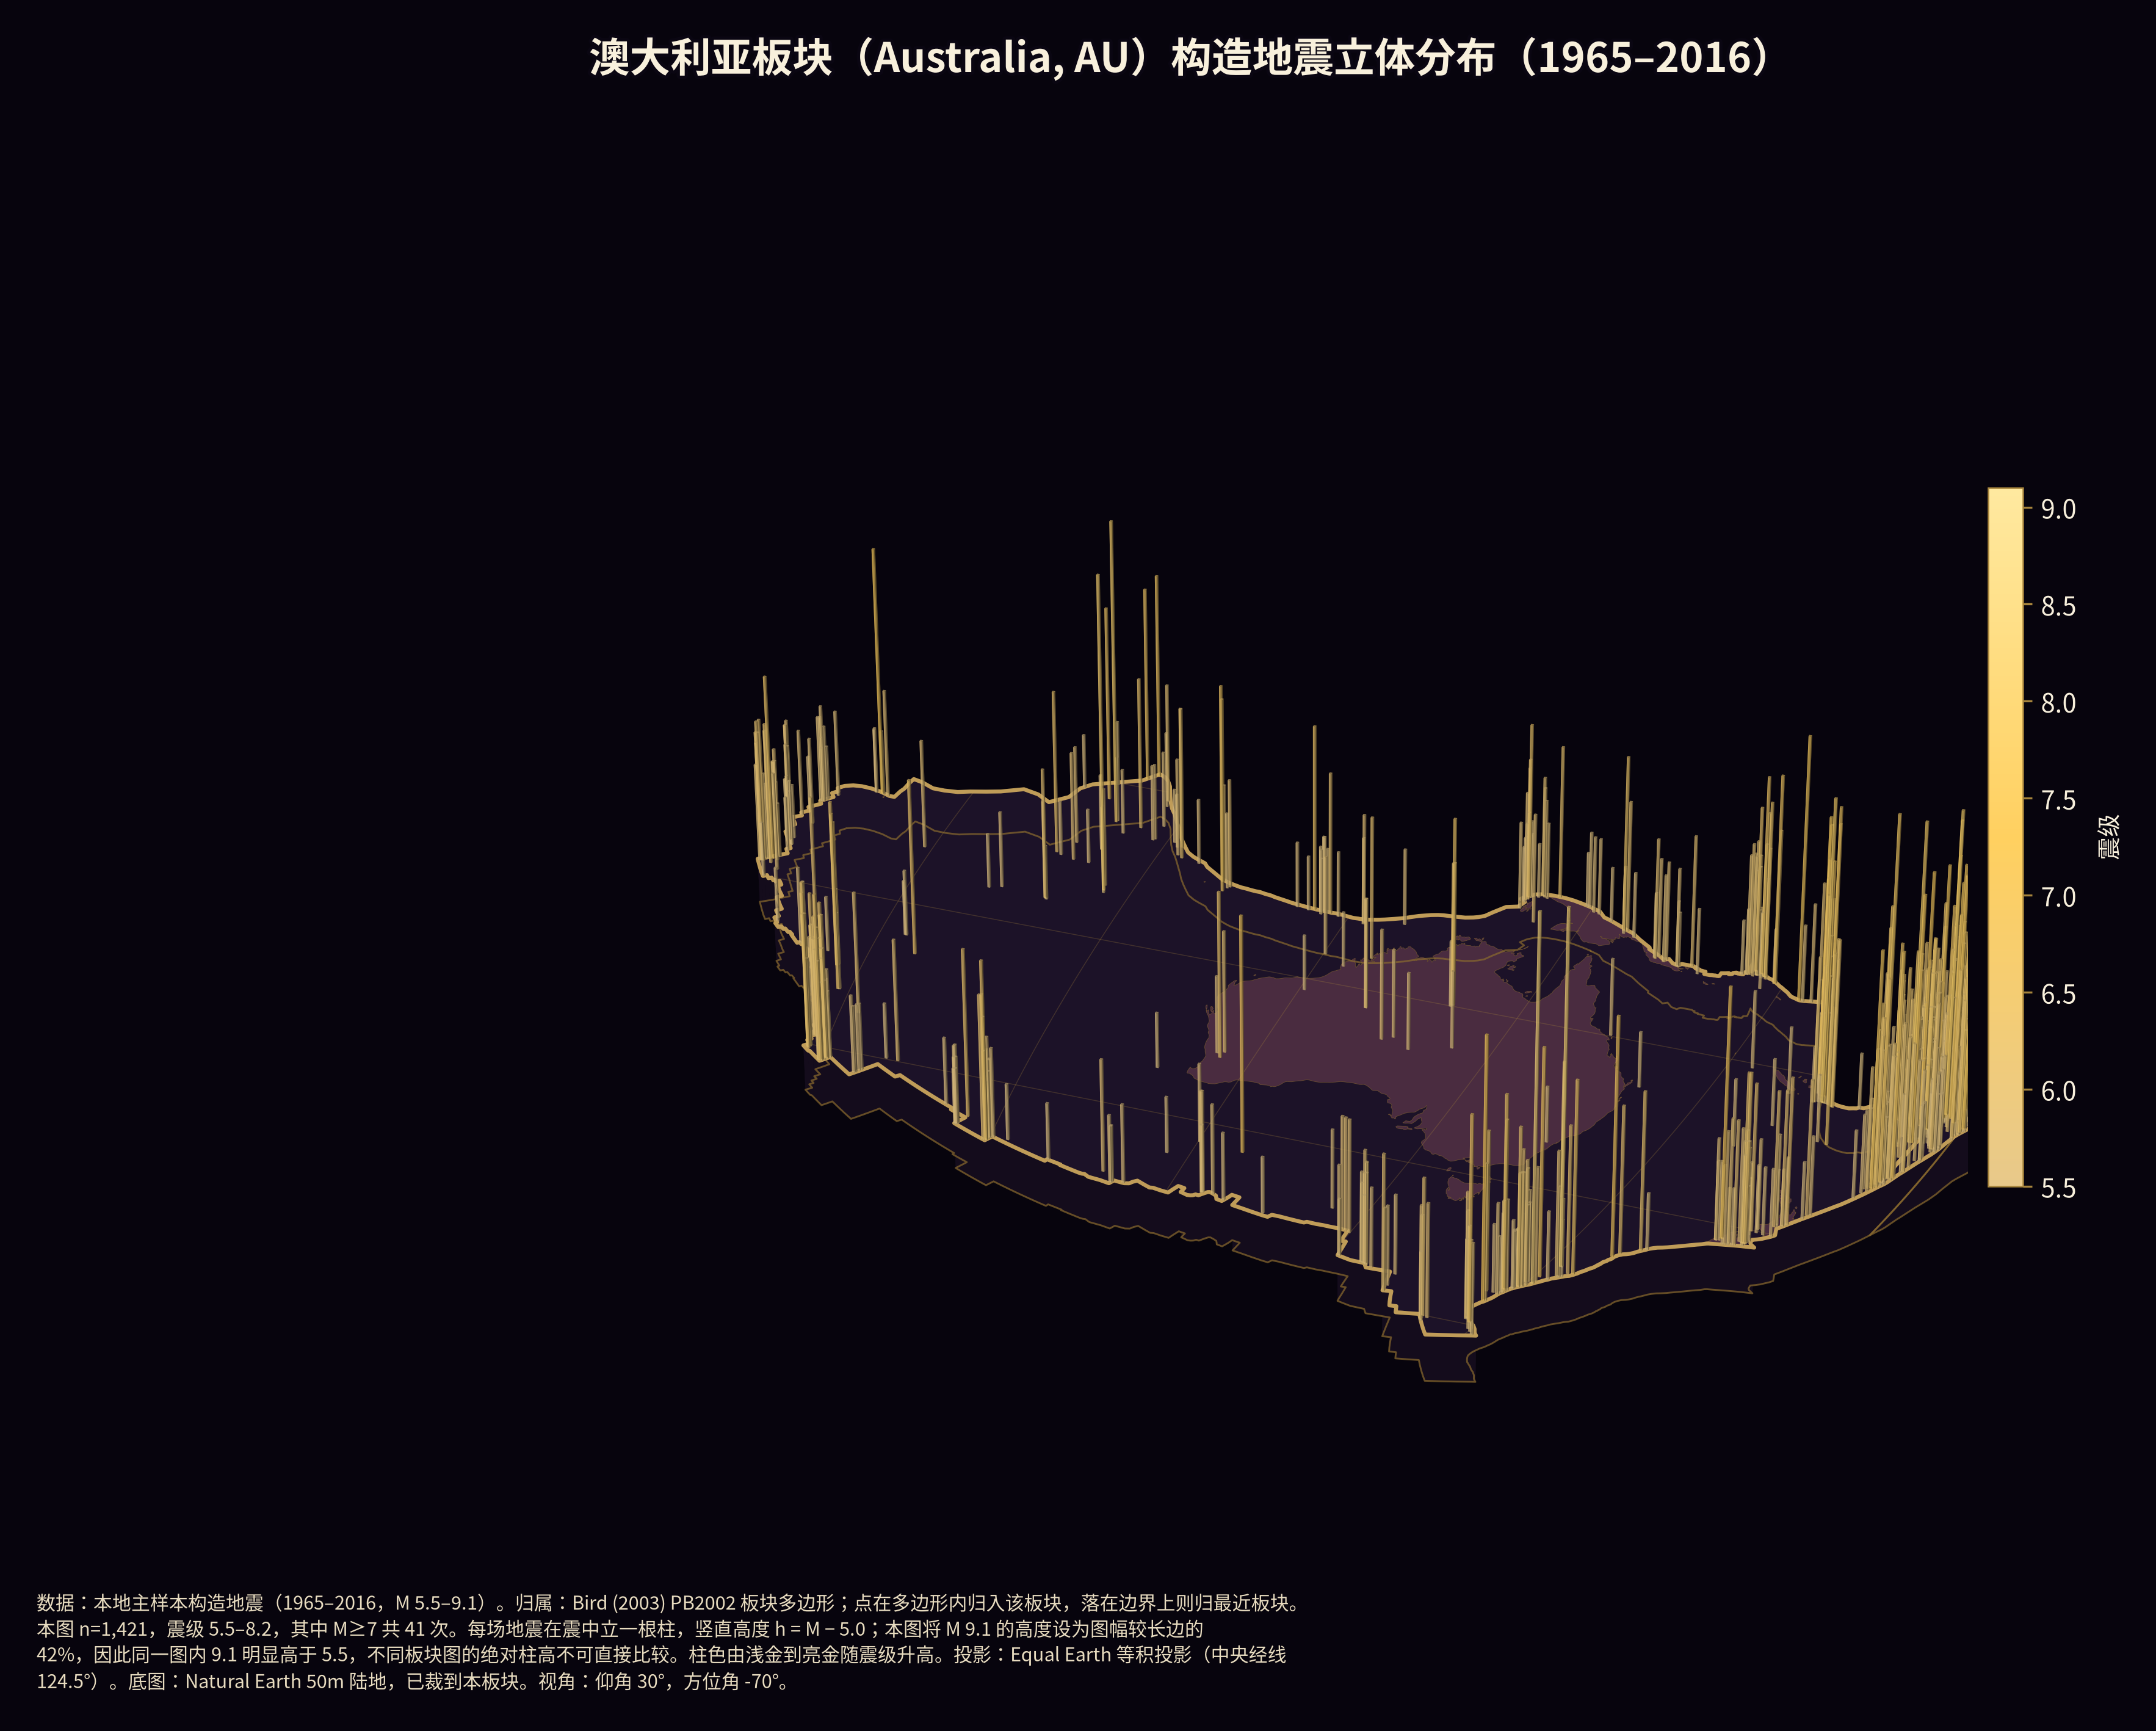 澳大利亚板块（Australia, AU）构造地震立体分布（1965–2016）
9.0
8.5
8.0
7.5
7.0
6.5
6.0
5.5
震级
数据：本地主样本构造地震（1965–2016，M 5.5–9.1）。归属：Bird (2003) PB2002 板块多边形；点在多边形内归入该板块，落在边界上则归最近板块。
本图 n=1,421，震级 5.5–8.2，其中 M≥7 共 41 次。每场地震在震中立一根柱，竖直高度 h = M − 5.0；本图将 M 9.1 的高度设为图幅较长边的
42%，因此同一图内 9.1 明显高于 5.5，不同板块图的绝对柱高不可直接比较。柱色由浅金到亮金随震级升高。投影：Equal Earth 等积投影（中央经线
124.5°）。底图：Natural Earth 50m 陆地，已裁到本板块。视角：仰角 30°，方位角 -70°。